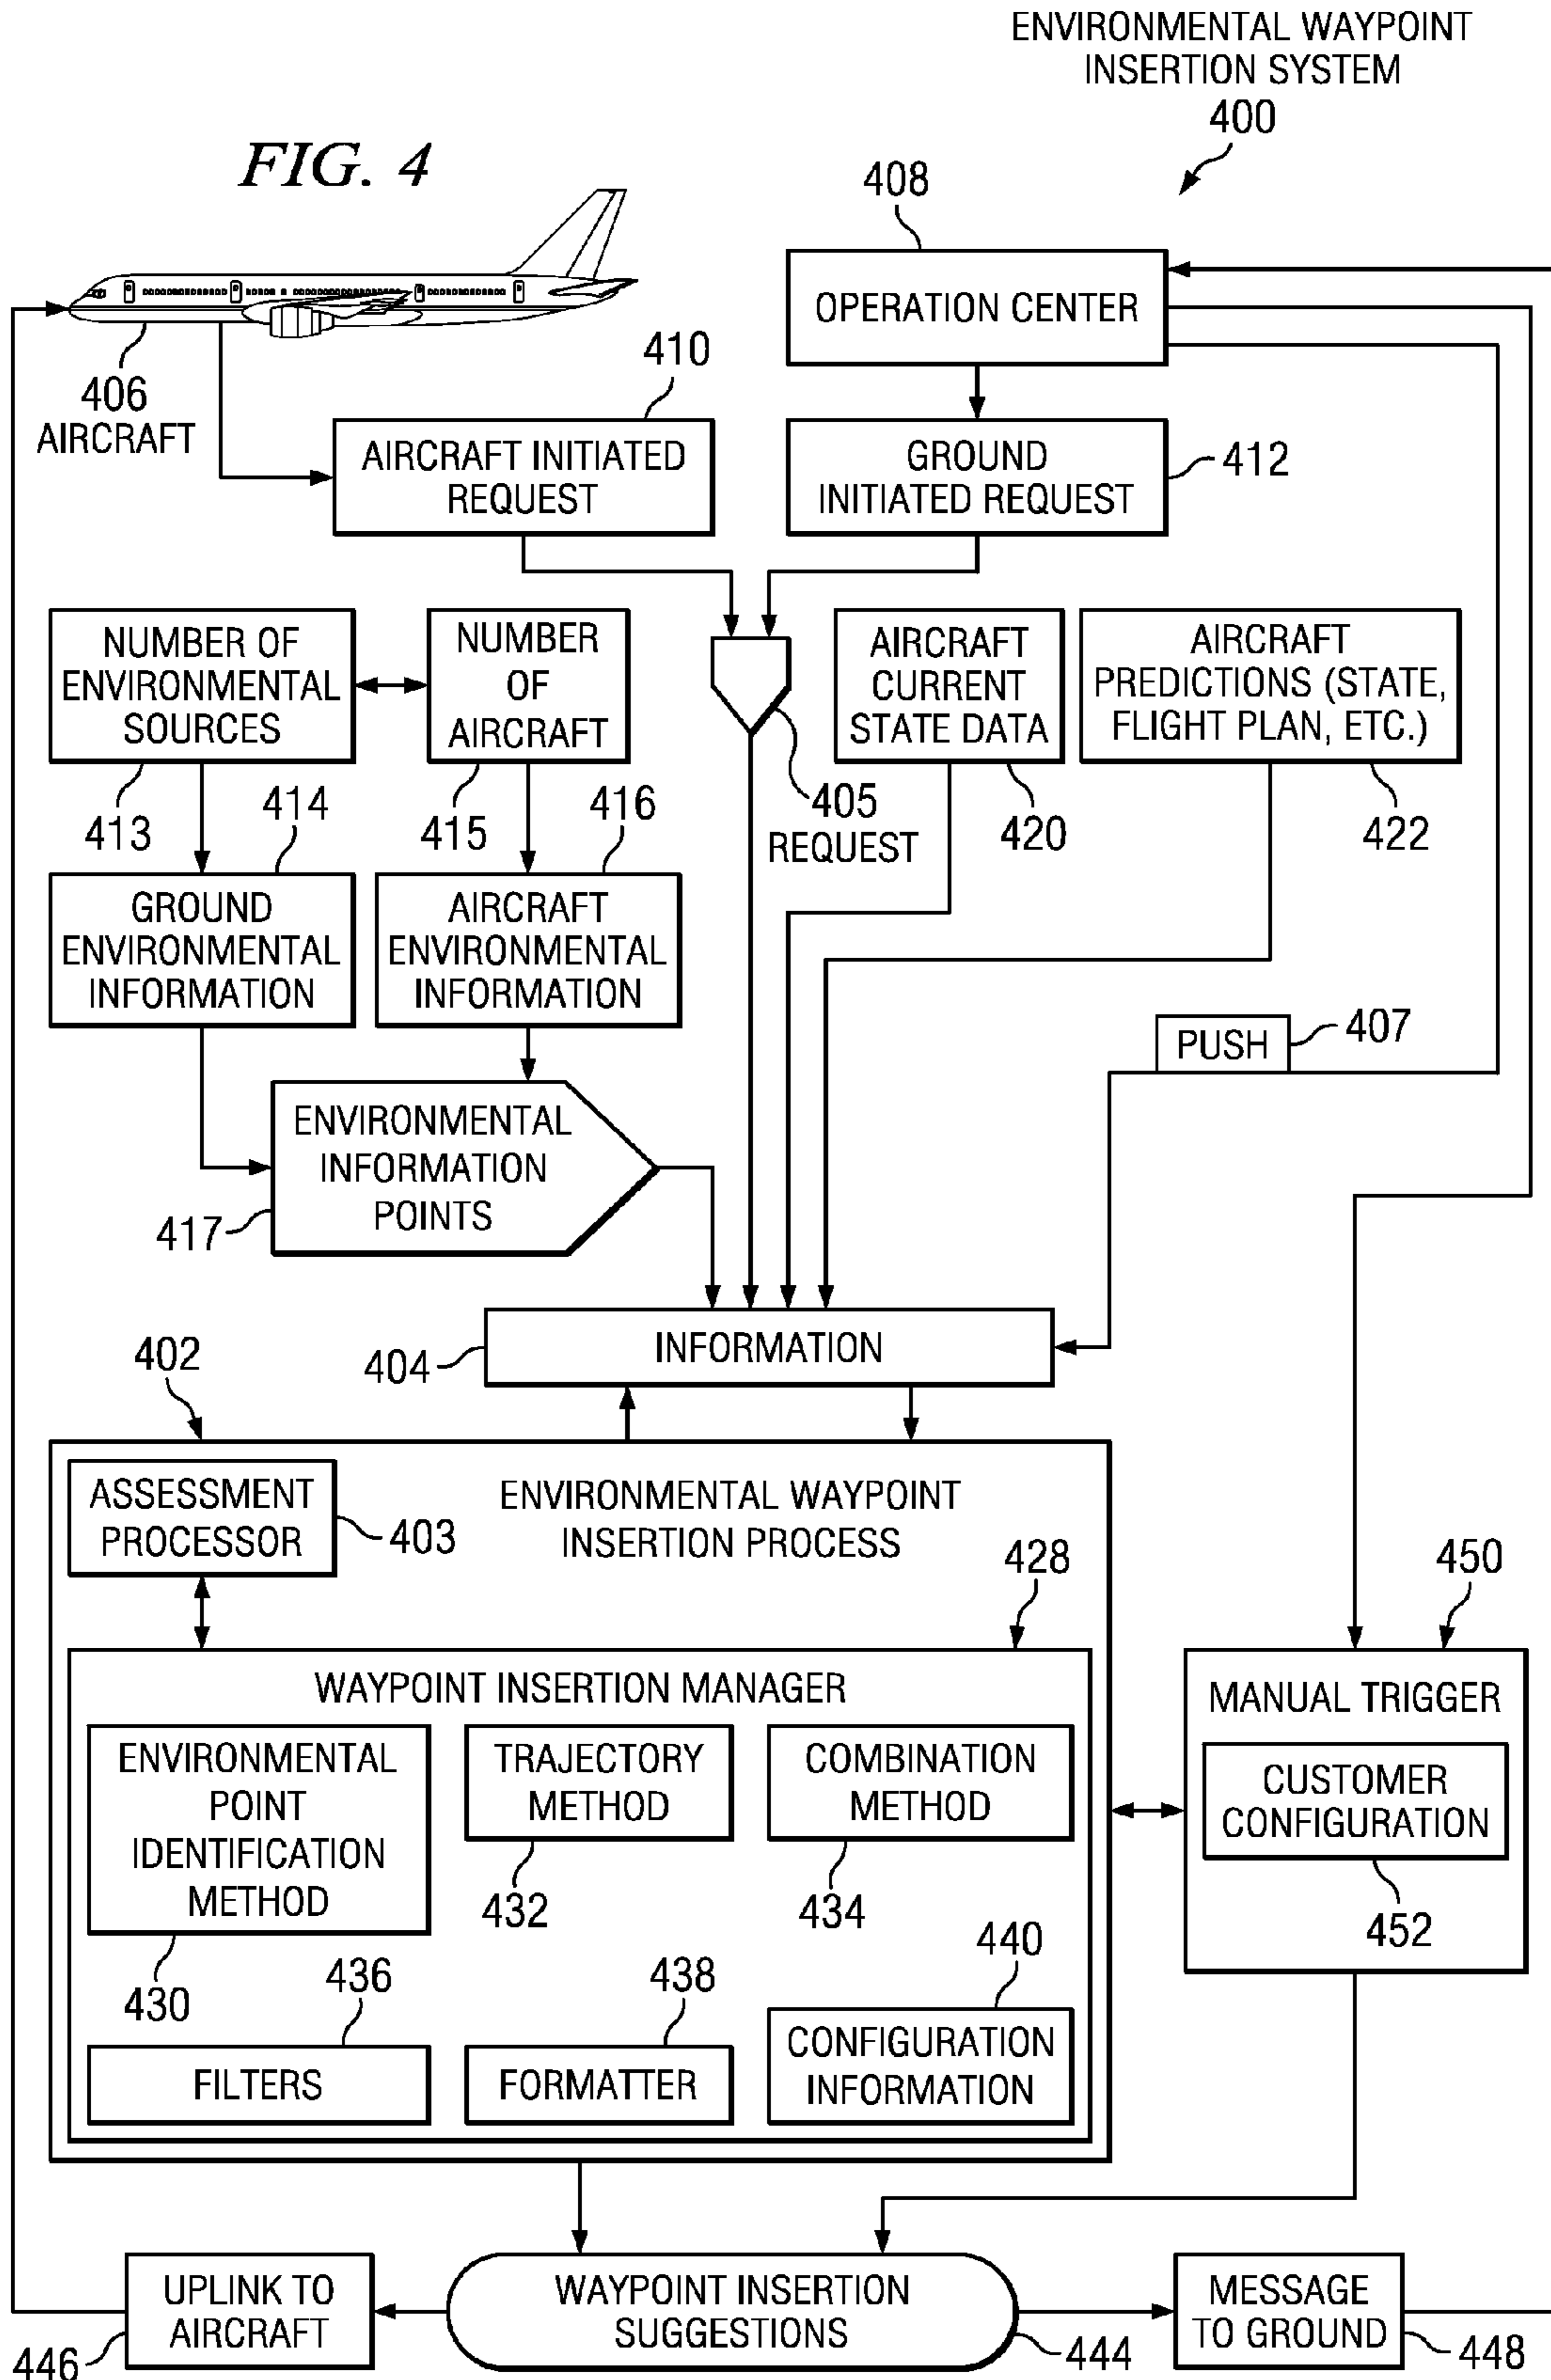 ENVIRONMENTAL WAYPOINT
INSERTION SYSTEM
400
FIG. 4
408
OPERATION CENTER
406
AIRCRAFT
410
AIRCRAFT INITIATED
REQUEST
GROUND
INITIATED REQUEST
412
NUMBER OF
ENVIRONMENTAL
SOURCES
NUMBER
OF
AIRCRAFT
AIRCRAFT
CURRENT
STATE DATA
AIRCRAFT
PREDICTIONS (STATE,
FLIGHT PLAN, ETC.)
413
414
415
416
405
REQUEST
420
422
GROUND
ENVIRONMENTAL
INFORMATION
AIRCRAFT
ENVIRONMENTAL
INFORMATION
PUSH
407
ENVIRONMENTAL
INFORMATION
POINTS
417
INFORMATION
404
402
ASSESSMENT
PROCESSOR
403
ENVIRONMENTAL WAYPOINT
INSERTION PROCESS
428
450
WAYPOINT INSERTION MANAGER
MANUAL TRIGGER
ENVIRONMENTAL
POINT
IDENTIFICATION
METHOD
430
TRAJECTORY
METHOD
432
COMBINATION
METHOD
434
CUSTOMER
CONFIGURATION
452
436
FILTERS
438
FORMATTER
440
CONFIGURATION
INFORMATION
UPLINK TO
AIRCRAFT
446
WAYPOINT INSERTION
SUGGESTIONS
444
MESSAGE
TO GROUND
448